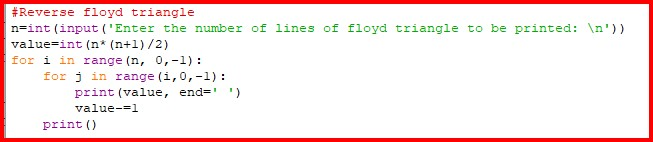 #Reverse floyd triangle
n=int(input('Enter the number of lines of floyd triangle to be printed: \n'))
value=int(n*(n+1)/2)
for i in range(n, 0,-1):
    for j in range(i,0,-1):
        print(value, end=' ')
        value-=1
    print()